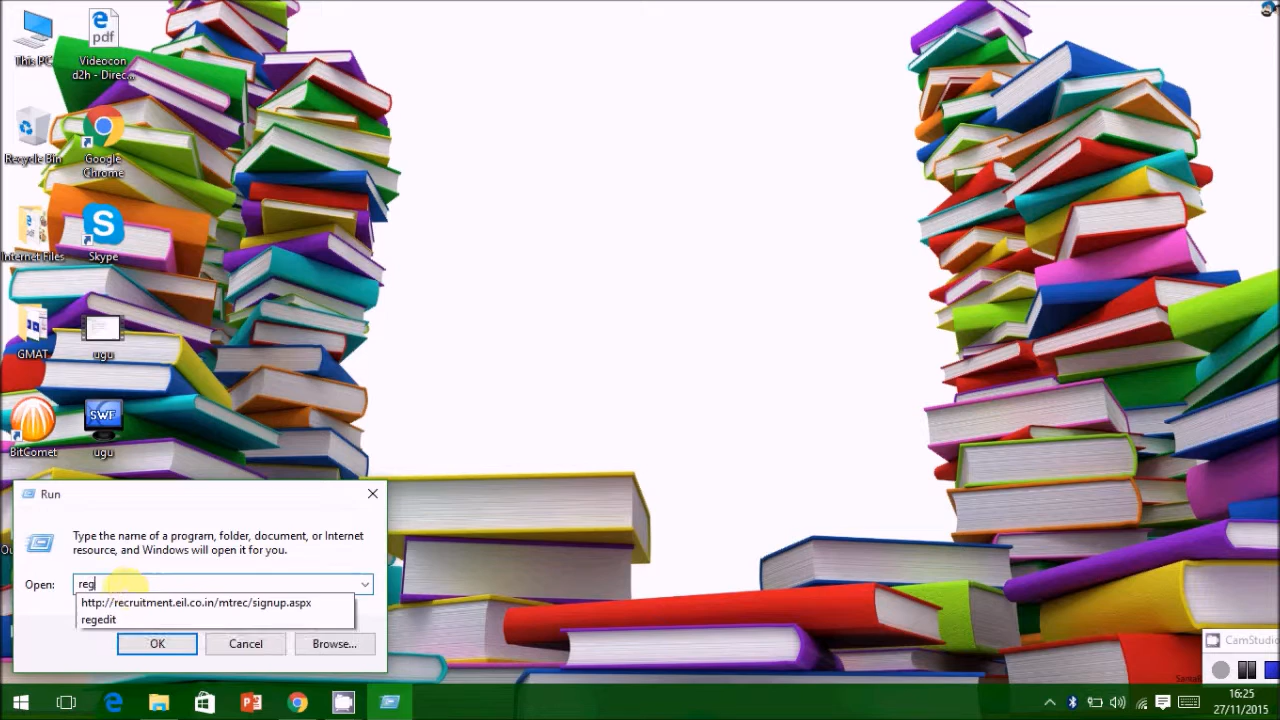 This PC
pdf
Videocon
d2h - Direc...
Recycle Bin
Google
Chrome
Internet Files
S
Skype
GMAT
ugu
BitComet
SWF
ugu
Run
Type the name of a program, folder, document, or Internet
resource, and Windows will open it for you.
Open:
reg
http://recruitment.eil.co.in/mtrec/signup.aspx
regedit
OK
Cancel
Browse...
CamStudio
16:25
27/11/2015